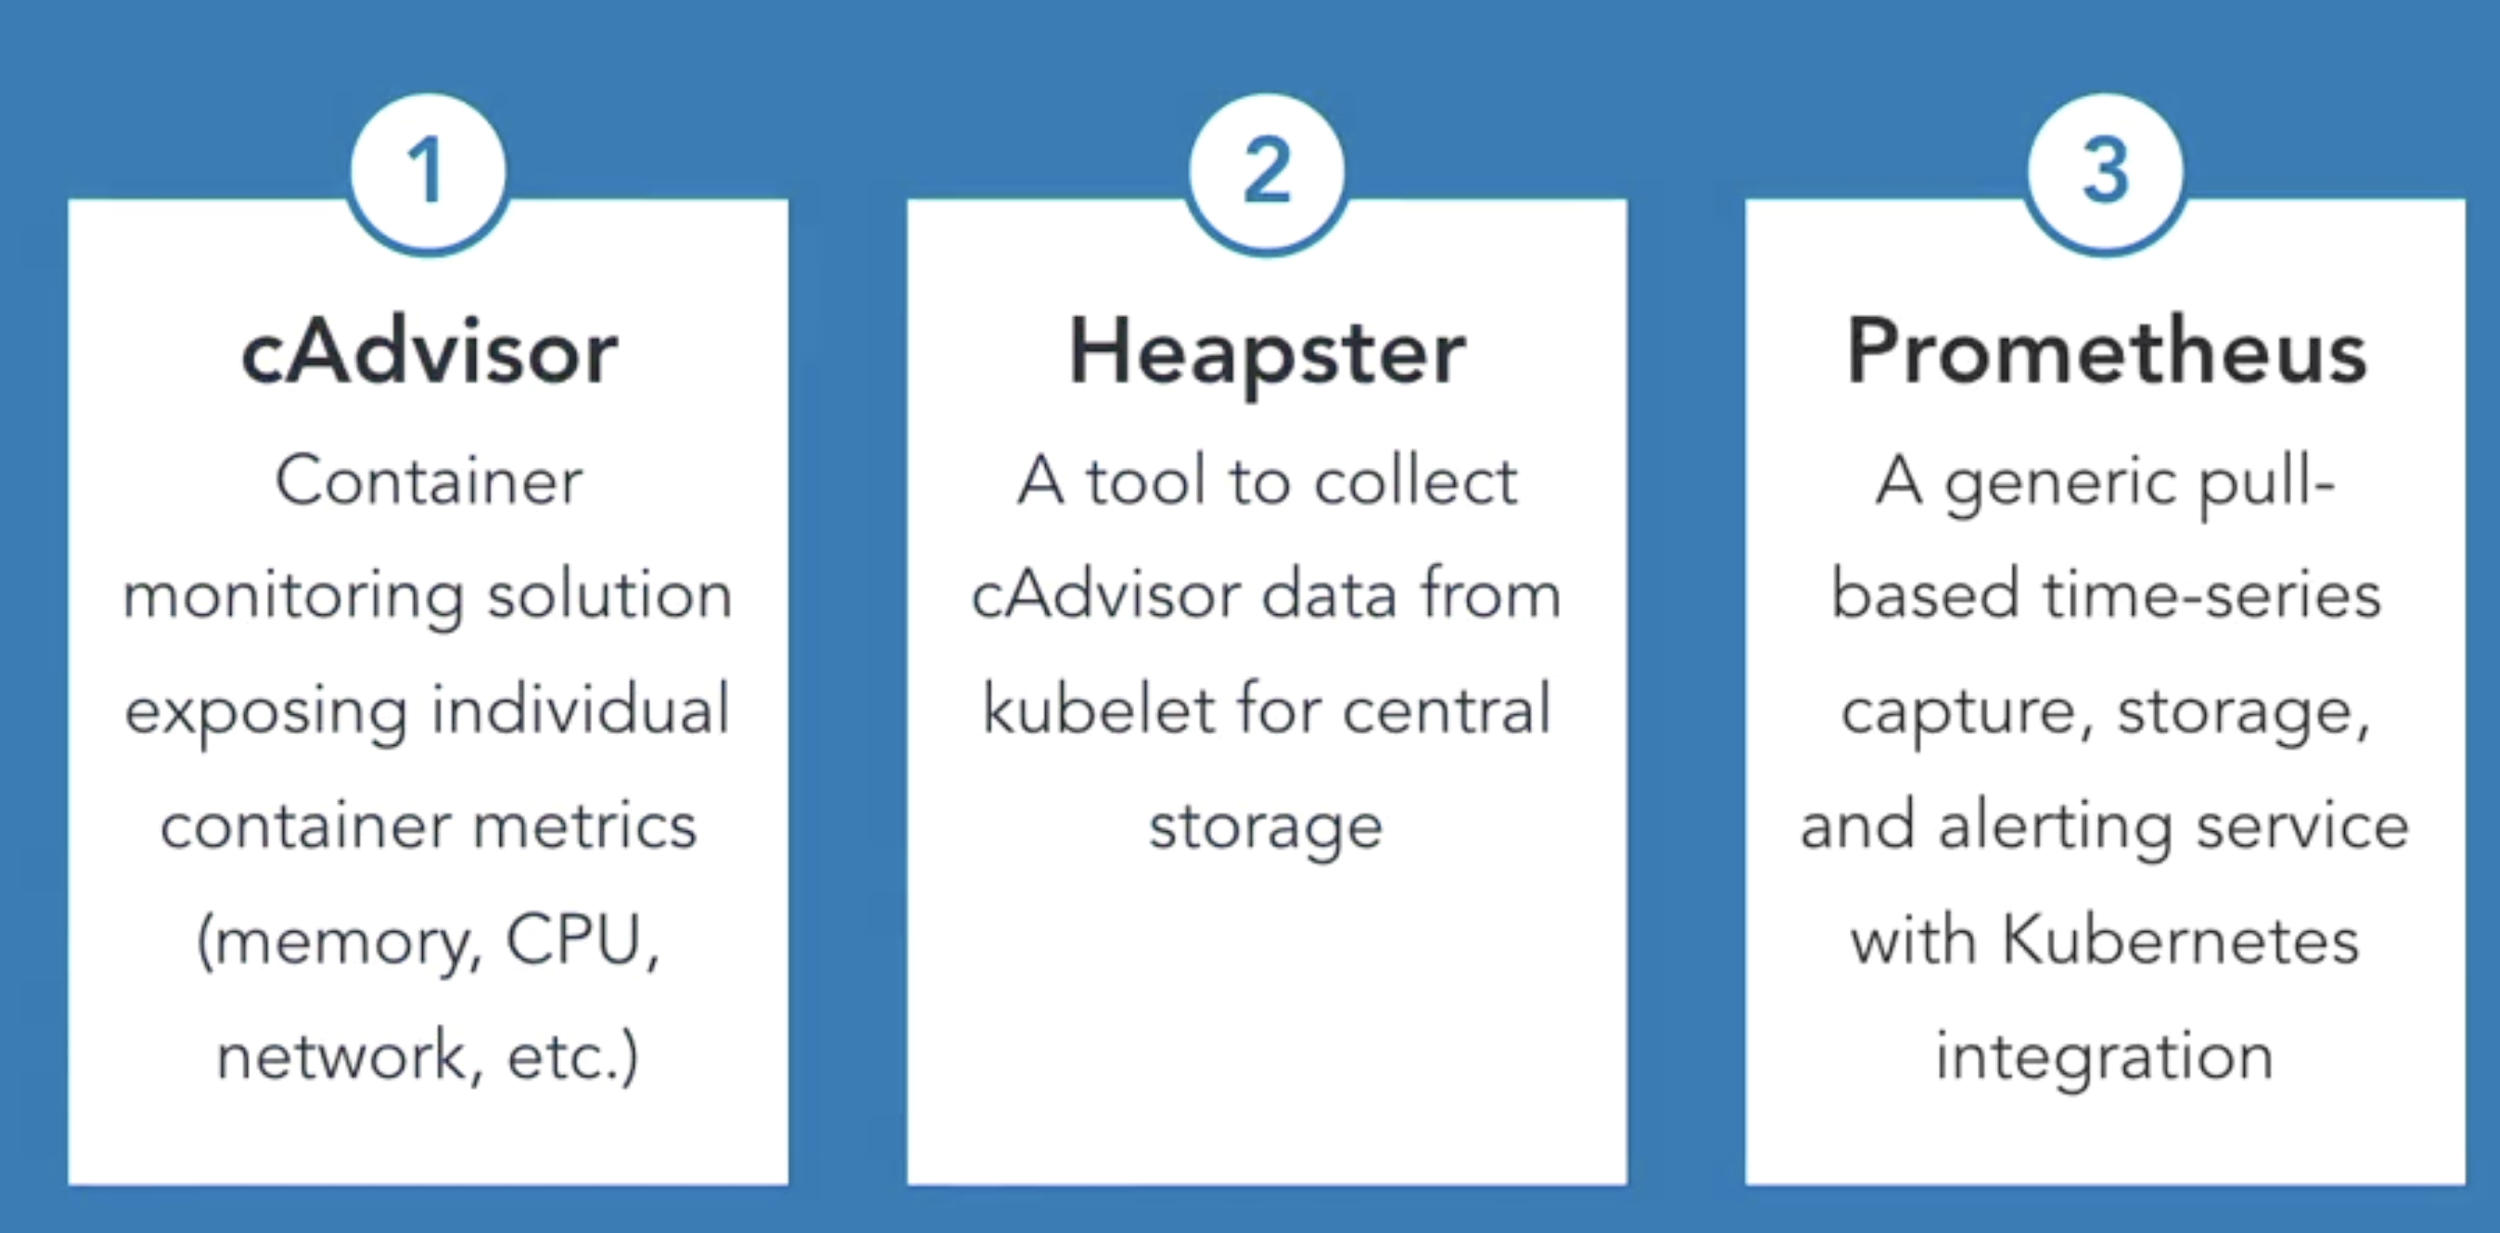 1
cAdvisor
Container
monitoring solution
exposing individual
container metrics
(memory, CPU,
network, etc.)
2
Heapster
A tool to collect
cAdvisor data from
kubelet for central
storage
3
Prometheus
A generic pull-
based time-series
capture, storage,
and alerting service
with Kubernetes
integration